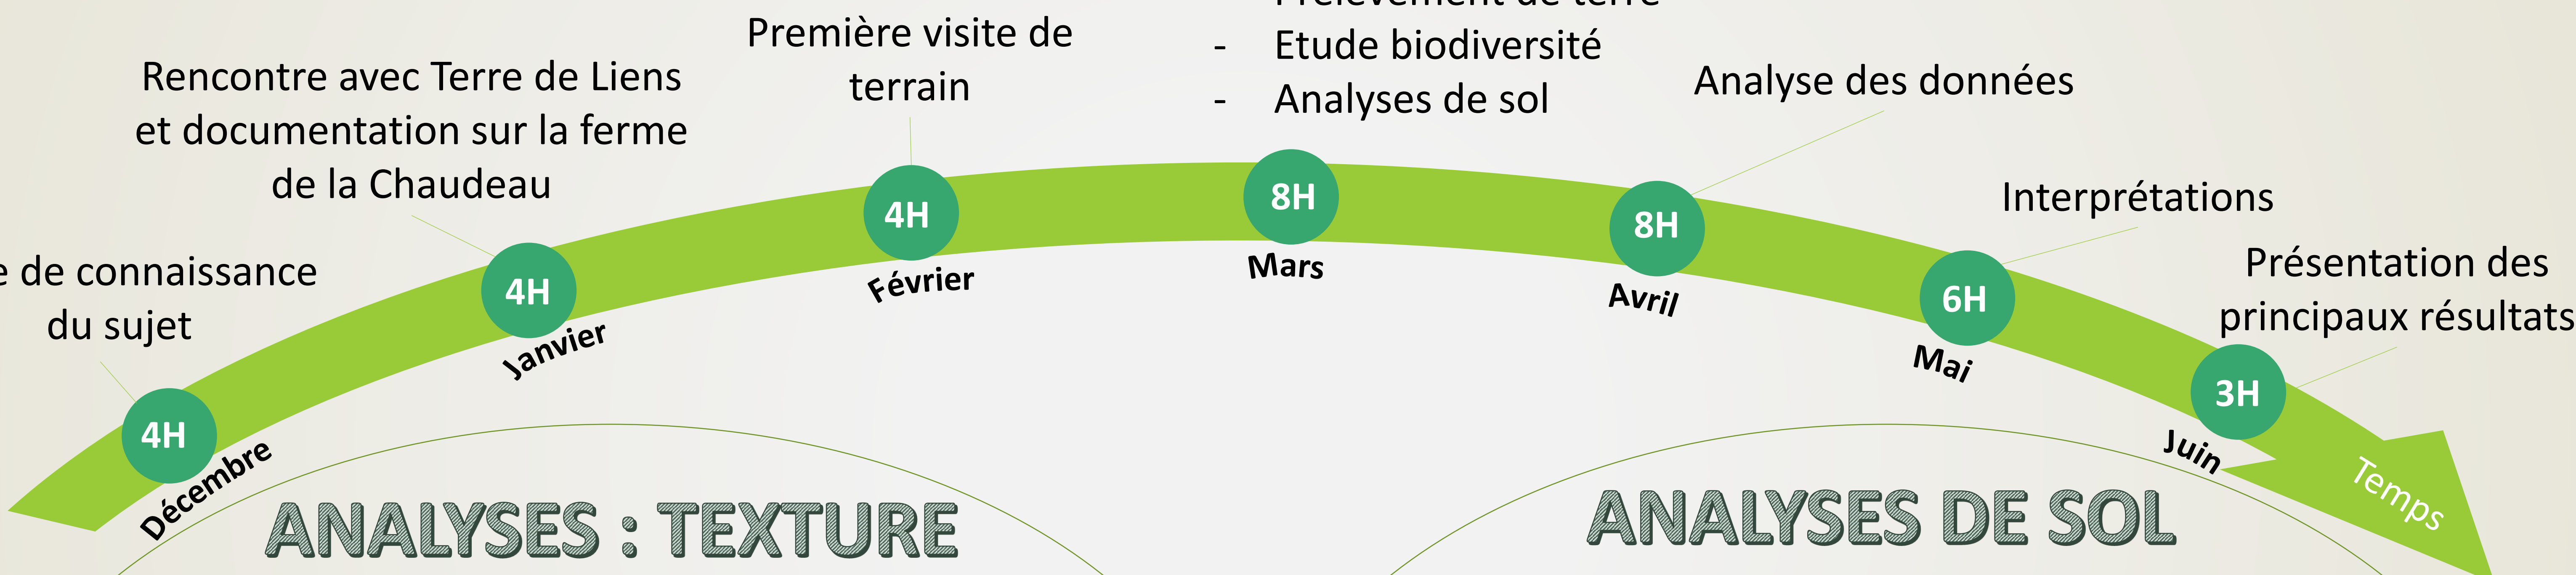 Rencontre avec Terre de Liens
et documentation sur la ferme
de la Chaudeau
Première visite de
terrain
- Etude biodiversité
- Analyses de sol
Analyse des données
Interprétations
Présentation des
principaux résultats
de connaissance
du sujet
4H
4H
4H
8H
8H
6H
3H
Décembre
Janvier
Février
Mars
Avril
Mai
Juin
Temps
ANALYSES : TEXTURE
ANALYSES DE SOL